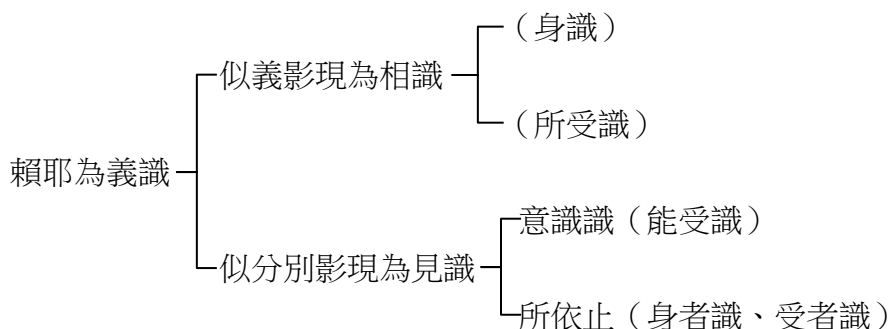 （身識）
似義影現為相識
（所受識）
賴耶為義識
意識識（能受識）
似分別影現為見識
所依止（身者識、受者識）